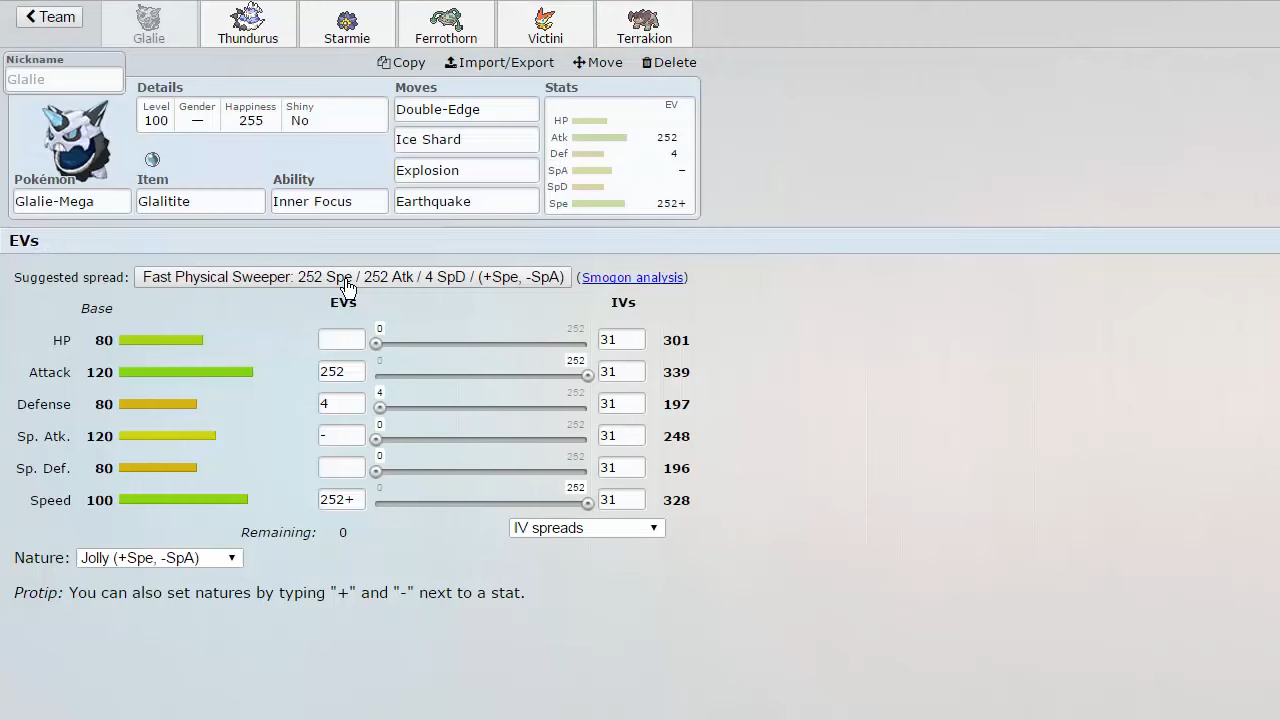 Team
Glalie Thundurus Starmie Ferrothorn Victini Terrakion
Nickname
Glalie
Copy Import/Export Move Delete
Details Moves Stats
Level Gender Happiness Shiny
100 — 255 No
Double-Edge
Ice Shard
Explosion
Earthquake
EV
HP
Atk 252
Def 4
SpA –
SpD
Spe 252+
Pokémon Item Ability
Glalie-Mega Glalitite Inner Focus
EVs
Suggested spread: Fast Physical Sweeper: 252 Spe / 252 Atk / 4 SpD / (+Spe, -SpA) (Smogon analysis)
Base EVs IVs
HP 80 0 252 31 301
Attack 120 252 0 252 31 339
Defense 80 4 4 252 31 197
Sp. Atk. 120 - 0 252 31 248
Sp. Def. 80 0 252 31 196
Speed 100 252+ 0 252 31 328
Remaining: 0 IV spreads
Nature: Jolly (+Spe, -SpA)
Protip: You can also set natures by typing "+" and "-" next to a stat.